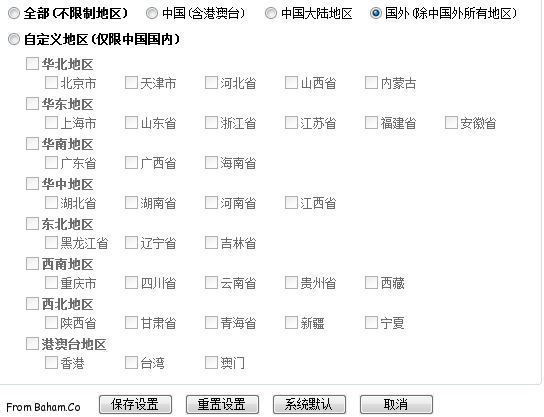 全部(不限制地区) 中国(含港澳台) 中国大陆地区 国外(除中国外所有地区)
自定义地区(仅限中国国内)
华北地区
北京市 天津市 河北省 山西省 内蒙古
华东地区
上海市 山东省 浙江省 江苏省 福建省 安徽省
华南地区
广东省 广西省 海南省
华中地区
湖北省 湖南省 河南省 江西省
东北地区
黑龙江省 辽宁省 吉林省
西南地区
重庆市 四川省 云南省 贵州省 西藏
西北地区
陕西省 甘肃省 青海省 新疆 宁夏
港澳台地区
香港 台湾 澳门
From Baham.Co 保存设置 重置设置 系统默认 取消